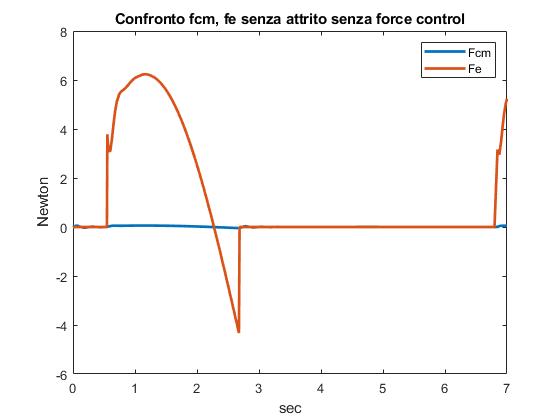 Confronto fcm, fe senza attrito senza force control
8
6
4
2
0
-2
-4
-6
Newton
Fcm
Fe
0 1 2 3 4 5 6 7
sec